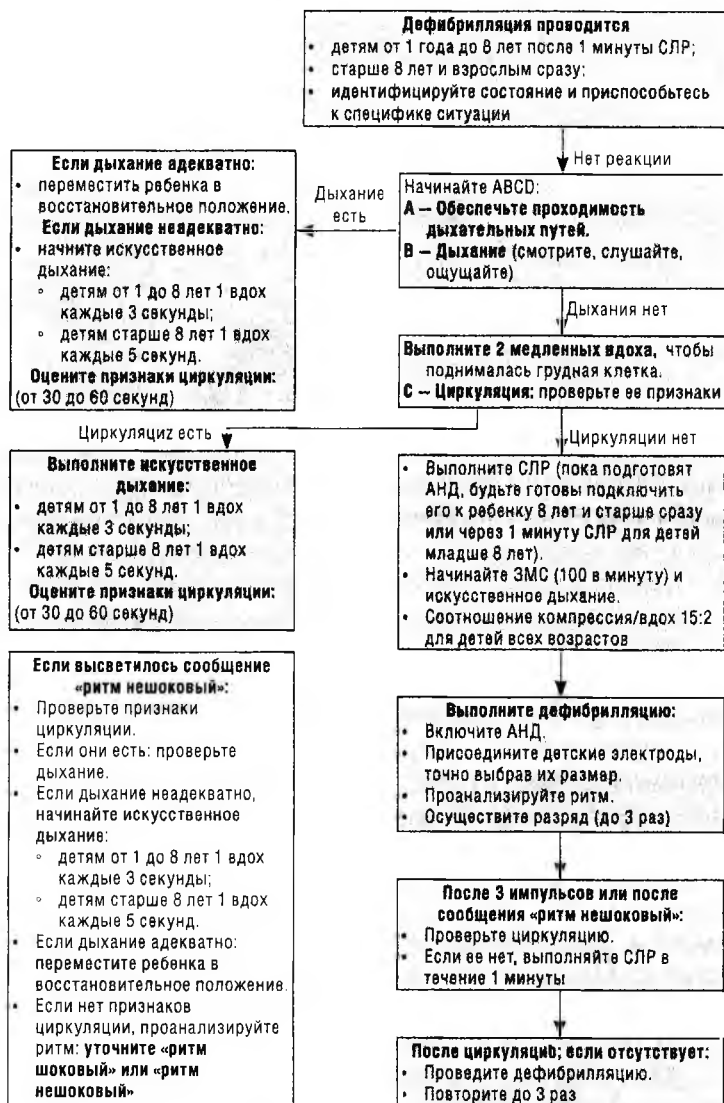 Дефибрилляция проводится
• детям от 1 года до 8 лет после 1 минуты СЛР;
• старше 8 лет и взрослым сразу;
• идентифицируйте состояние и приспособьтесь
к специфике ситуации
Нет реакции
Начинайте ABCD:
А – Обеспечьте проходимость
дыхательных путей.
В – Дыхание (смотрите, слушайте,
ощущайте)
Дыхание
есть
Если дыхание адекватно:
• переместить ребенка в
восстановительное положение.
Если дыхание неадекватно:
• начните искусственное
дыхание:
◦ детям от 1 до 8 лет 1 вдох
каждые 3 секунды;
◦ детям старше 8 лет 1 вдох
каждые 5 секунд.
Оцените признаки циркуляции:
(от 30 до 60 секунд)
Дыхания нет
Выполните 2 медленных вдоха, чтобы
поднималась грудная клетка.
С – Циркуляция: проверьте ее признаки
Циркуляциz есть
Циркуляции нет
Выполните искусственное
дыхание:
• детям от 1 до 8 лет 1 вдох
каждые 3 секунды;
• детям старше 8 лет 1 вдох
каждые 5 секунд.
Оцените признаки циркуляции:
(от 30 до 60 секунд)
• Выполните СЛР (пока подготовят
АНД, будьте готовы подключить
его к ребенку 8 лет и старше сразу
или через 1 минуту СЛР для детей
младше 8 лет).
• Начинайте ЗМС (100 в минуту) и
искусственное дыхание.
• Соотношение компрессия/вдох 15:2
для детей всех возрастов
Если высветилось сообщение
«ритм нешоковый»:
• Проверьте признаки
циркуляции.
• Если они есть: проверьте
дыхание.
• Если дыхание неадекватно,
начинайте искусственное
дыхание:
◦ детям от 1 до 8 лет 1 вдох
каждые 3 секунды;
◦ детям старше 8 лет 1 вдох
каждые 5 секунд.
• Если дыхание адекватно:
переместите ребенка в
восстановительное положение.
• Если нет признаков
циркуляции, проанализируйте
ритм: уточните «ритм
шоковый» или «ритм
нешоковый»
Выполните дефибрилляцию:
• Включите АНД.
• Присоедините детские электроды,
точно выбрав их размер.
• Проанализируйте ритм.
• Осуществите разряд (до 3 раз)
После 3 импульсов или после
сообщения «ритм нешоковый»:
• Проверьте циркуляцию.
• Если ее нет, выполняйте СЛР в
течение 1 минуты
После циркуляциb; если отсутствует:
• Проведите дефибрилляцию.
• Повторите до 3 раз